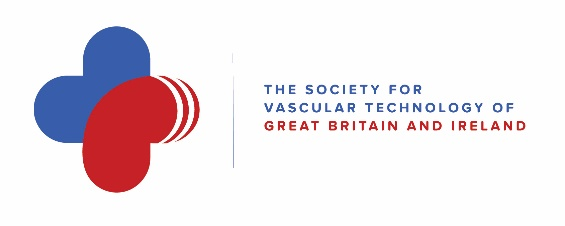 THE SOCIETY FOR
VASCULAR TECHNOLOGY OF
GREAT BRITAIN AND IRELAND